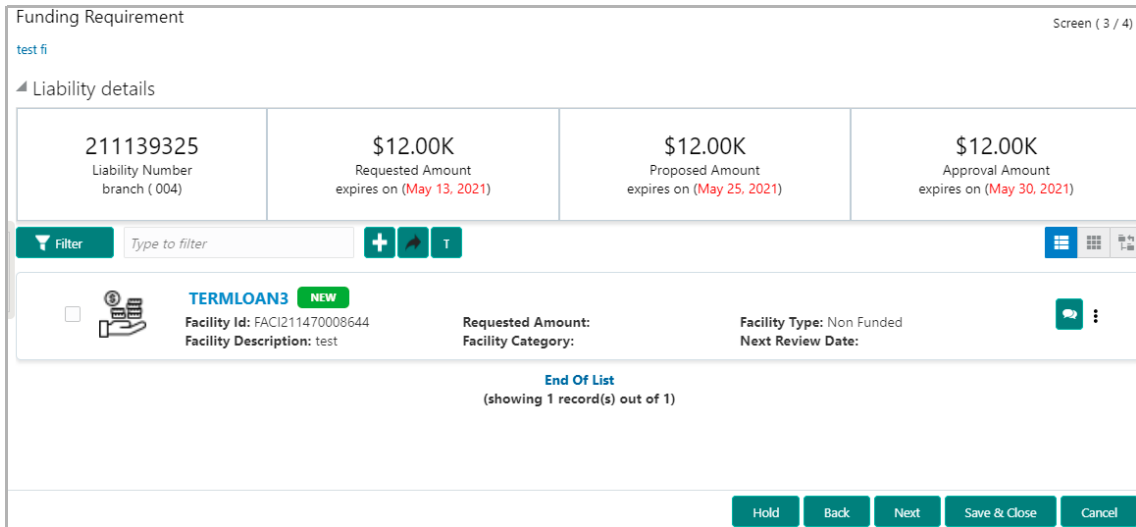 Funding Requirement
Screen ( 3 / 4)
test fi
Liability details
211139325
Liability Number
branch ( 004)
$12.00K
Requested Amount
expires on (May 13, 2021)
$12.00K
Proposed Amount
expires on (May 25, 2021)
$12.00K
Approval Amount
expires on (May 30, 2021)
Filter
Type to filter
T
TERMLOAN3 NEW
Facility Id: FACI211470008644
Requested Amount:
Facility Type: Non Funded
Facility Description: test
Facility Category:
Next Review Date:
End Of List
(showing 1 record(s) out of 1)
Hold
Back
Next
Save & Close
Cancel